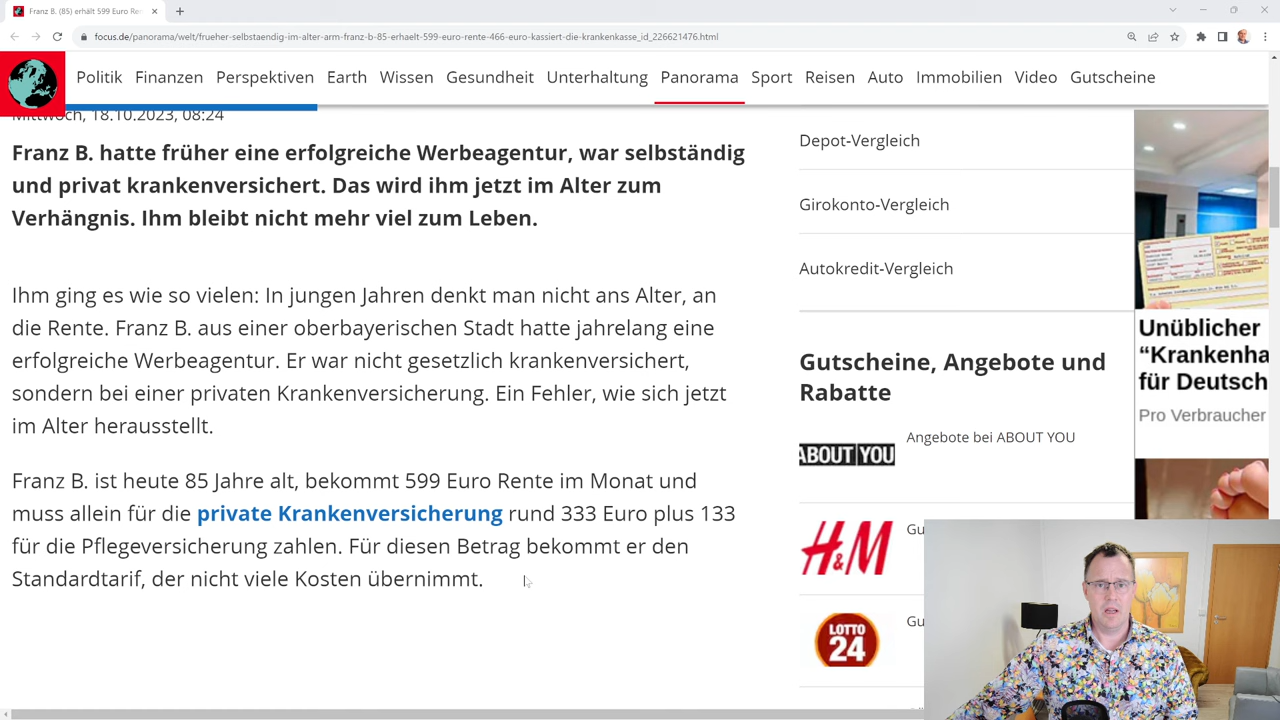 Franz B. (85) erhält 599 Euro Re
focus.de/panorama/welt/frueher-selbstaendig-im-alter-arm-franz-b-85-erhaelt-599-euro-rente-466-euro-kassiert-die-krankenkasse_id_226621476.html
Politik Finanzen Perspektiven Earth Wissen Gesundheit Unterhaltung Panorama Sport Reisen Auto Immobilien Video Gutscheine
Mittwoch, 18.10.2023, 08:24
Franz B. hatte früher eine erfolgreiche Werbeagentur, war selbständig
und privat krankenversichert. Das wird ihm jetzt im Alter zum
Verhängnis. Ihm bleibt nicht mehr viel zum Leben.
Ihm ging es wie so vielen: In jungen Jahren denkt man nicht ans Alter, an
die Rente. Franz B. aus einer oberbayerischen Stadt hatte jahrelang eine
erfolgreiche Werbeagentur. Er war nicht gesetzlich krankenversichert,
sondern bei einer privaten Krankenversicherung. Ein Fehler, wie sich jetzt
im Alter herausstellt.
Franz B. ist heute 85 Jahre alt, bekommt 599 Euro Rente im Monat und
muss allein für die private Krankenversicherung rund 333 Euro plus 133
für die Pflegeversicherung zahlen. Für diesen Betrag bekommt er den
Standardtarif, der nicht viele Kosten übernimmt.
Depot-Vergleich
Girokonto-Vergleich
Autokredit-Vergleich
Gutscheine, Angebote und
Rabatte
ABOUT YOU
Angebote bei ABOUT YOU
H&M
Gu
LOTTO
24
Gu
Unüblicher
“Krankenha
für Deutsch
Pro Verbraucher